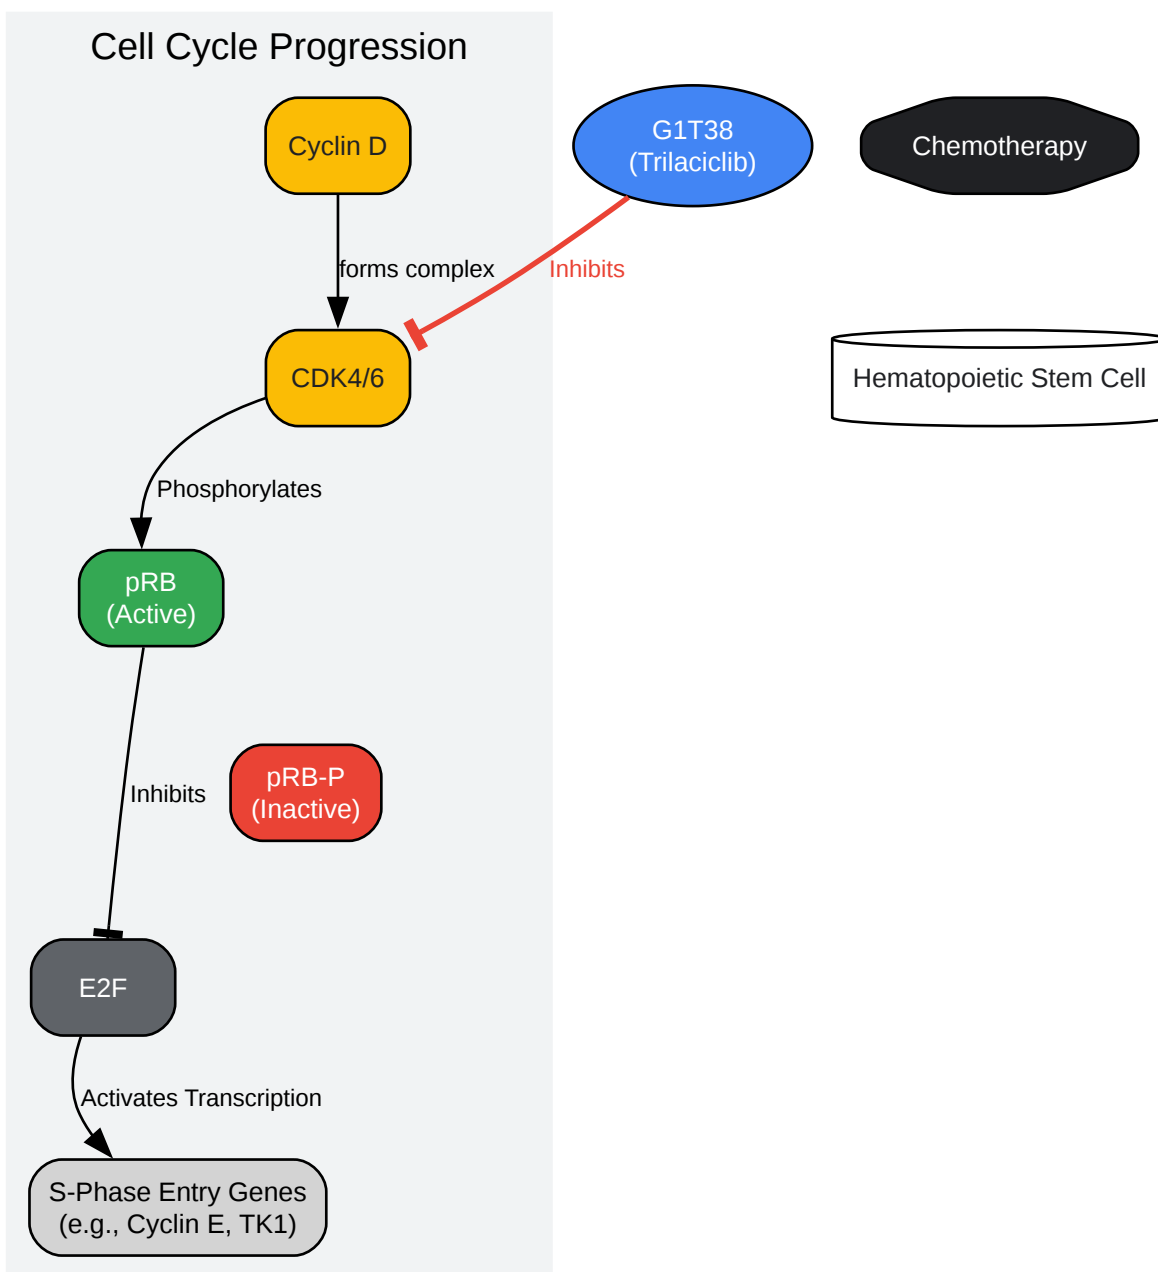 Cell Cycle Progression
Cyclin D
G1T38
(Trilaciclib)
Chemotherapy
forms complex
Inhibits
CDK4/6
Hematopoietic Stem Cell
Phosphorylates
pRB
(Active)
Inhibits
pRB-P
(Inactive)
E2F
Activates Transcription
S-Phase Entry Genes
(e.g., Cyclin E, TK1)